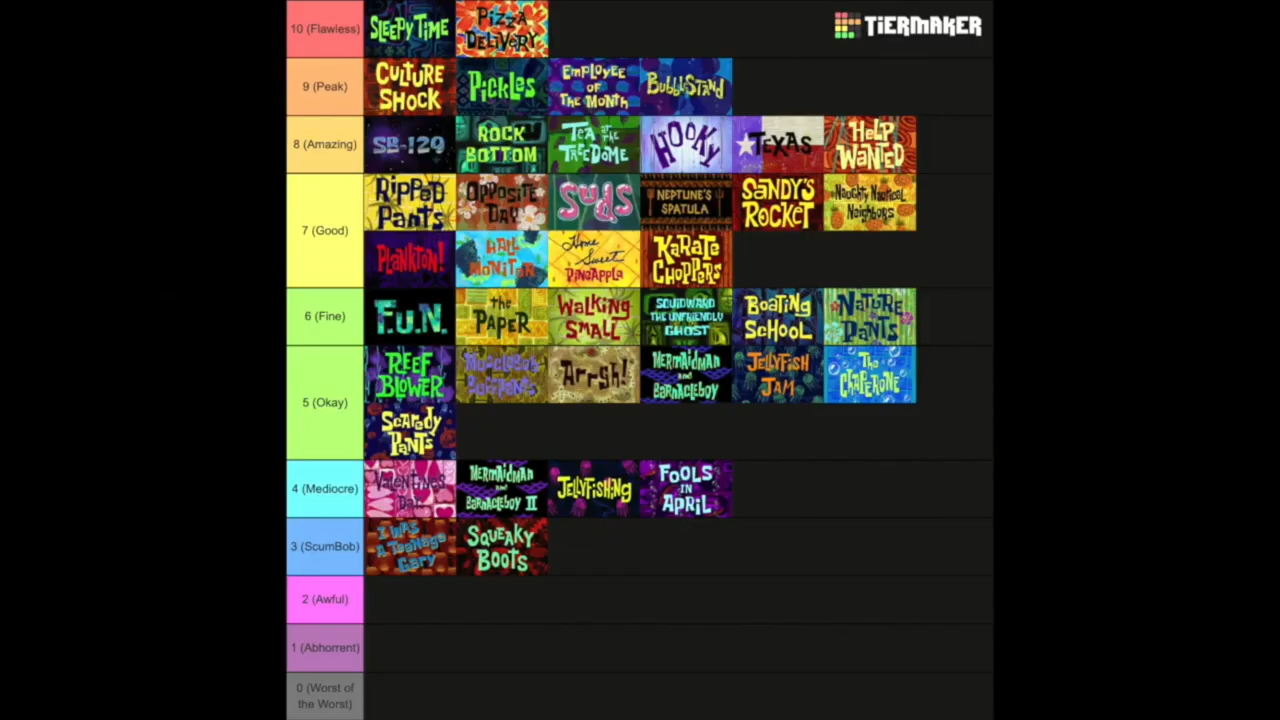 10 (Flawless)
SLEEPY TIME
PIZZA
DELIVERY
TIERMAKER
9 (Peak)
CULTURE
SHOCK
PICKLES
EMPLOYEE
OF
THE MONTH
BUBBLESTAND
8 (Amazing)
SB-129
ROCK
BOTTOM
TEA AT THE
TREEDOME
HOOKY
TEXAS
HELP
WANTED
7 (Good)
RIPPED
PANTS
OPPOSITE
DAY
SUDS
NEPTUNE'S
SPATULA
SANDY'S
ROCKET
Naughty Nautical
Neighbors
PLANKTON!
HALL
MONITOR
Home
Sweet
PINEAPPLE
KARATE
CHOPPERS
6 (Fine)
F.U.N.
the
PAPER
WALKING
SMALL
SQUIDWARD
THE UNFRIENDLY
GHOST
BOATING
SCHOOL
NATURE
PANTS
5 (Okay)
REEF
BLOWER
MuscleBob
BuffPants
Arrgh!
MERMAIDMAN
and
BARNACLEBOY
JELLYFISH
JAM
The
CHAPERONE
SCAREDY
PANTS
4 (Mediocre)
VALENTINE'S
DAY
MERMAIDMAN
and
BARNACLEBOY II
JELLYFISHING
FOOLS
IN
APRIL
3 (ScumBob)
I WAS
A TEENAGE
GARY
SQUEAKY
BOOTS
2 (Awful)
1 (Abhorrent)
0 (Worst of
the Worst)